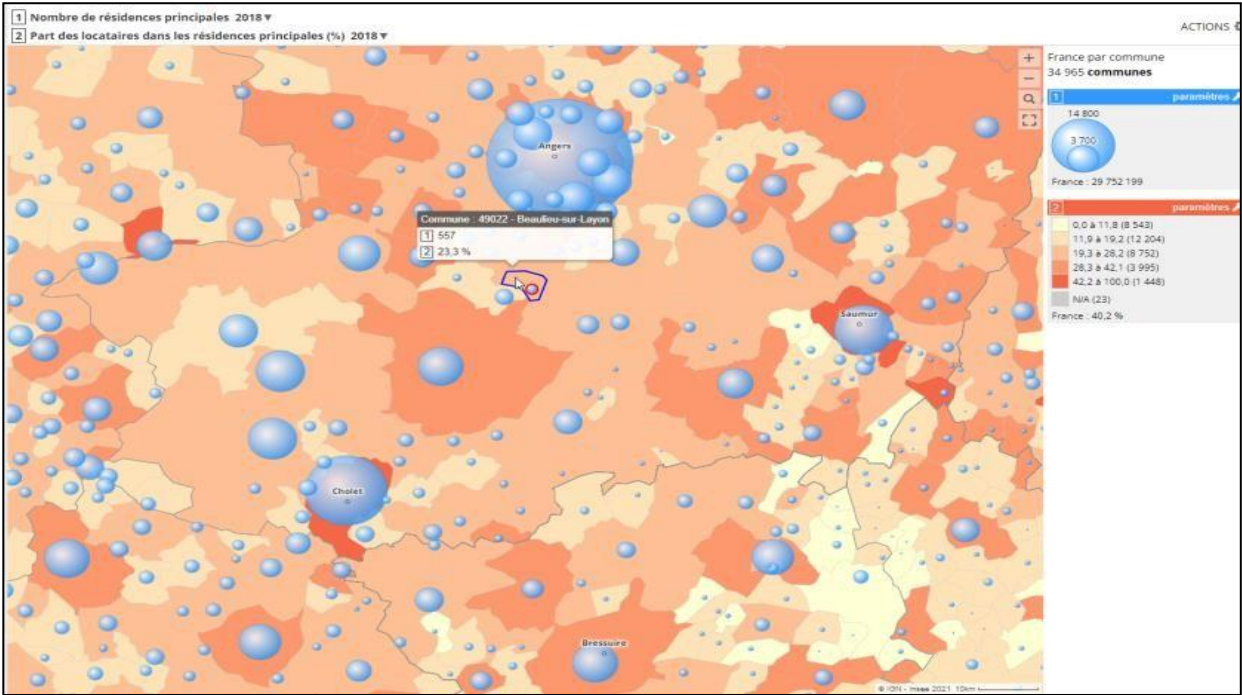 1 Nombre de résidences principales 2018 ▾
2 Part des locataires dans les résidences principales (%) 2018 ▾
ACTIONS
France par commune
34 965 communes
1 paramètres
14 800
3 700
France : 29 752 199
2 paramètres
0,0 à 11,8 (8 543)
11,9 à 19,2 (12 204)
19,3 à 28,2 (8 752)
28,3 à 42,1 (3 995)
42,2 à 100,0 (1 448)
N/A (23)
France : 40,2 %
Angers
Commune : 49022 - Beaulieu-sur-Layon
1 557
2 23,3 %
Saumur
Cholet
Bressuire
© IGN - Insee 2021 10km